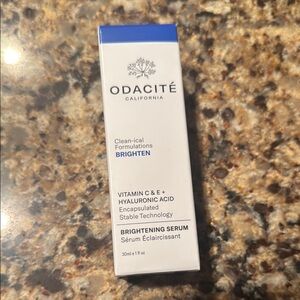 ODACITÉ
CALIFORNIA
Clean-ical
Formulations
BRIGHTEN
VITAMIN C & E +
HYALURONIC ACID
Encapsulated
Stable Technology
BRIGHTENING SERUM
Sérum Éclaircissant
30ml e 1 fl oz